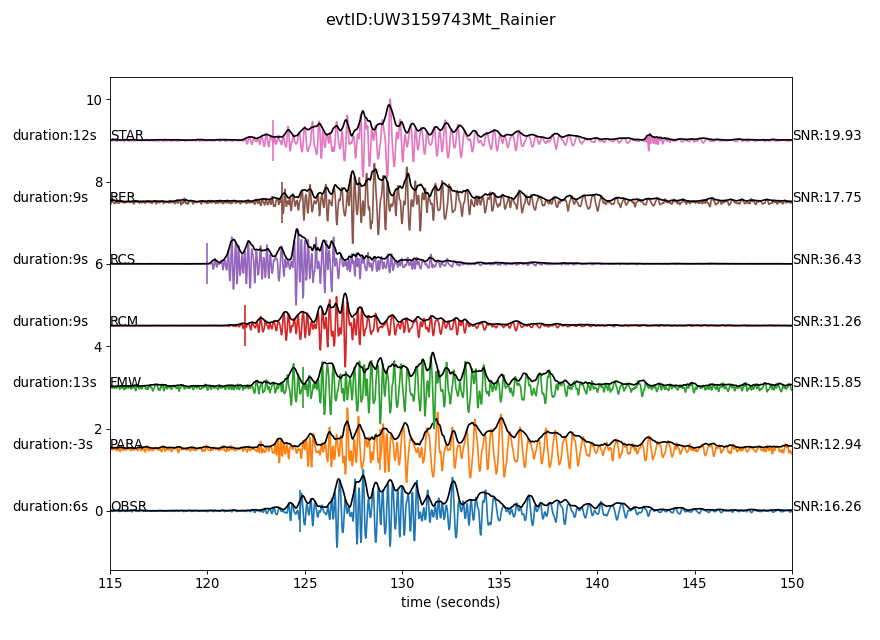 evtID:UW3159743Mt_Rainier
10
duration:12s STAR SNR:19.93
8
duration:9s RER SNR:17.75
duration:9s RCS SNR:36.43
6
duration:9s RCM SNR:31.26
4
duration:13s FMW SNR:15.85
2
duration:-3s PARA SNR:12.94
duration:6s OBSR SNR:16.26
0
115 120 125 130 135 140 145 150
time (seconds)